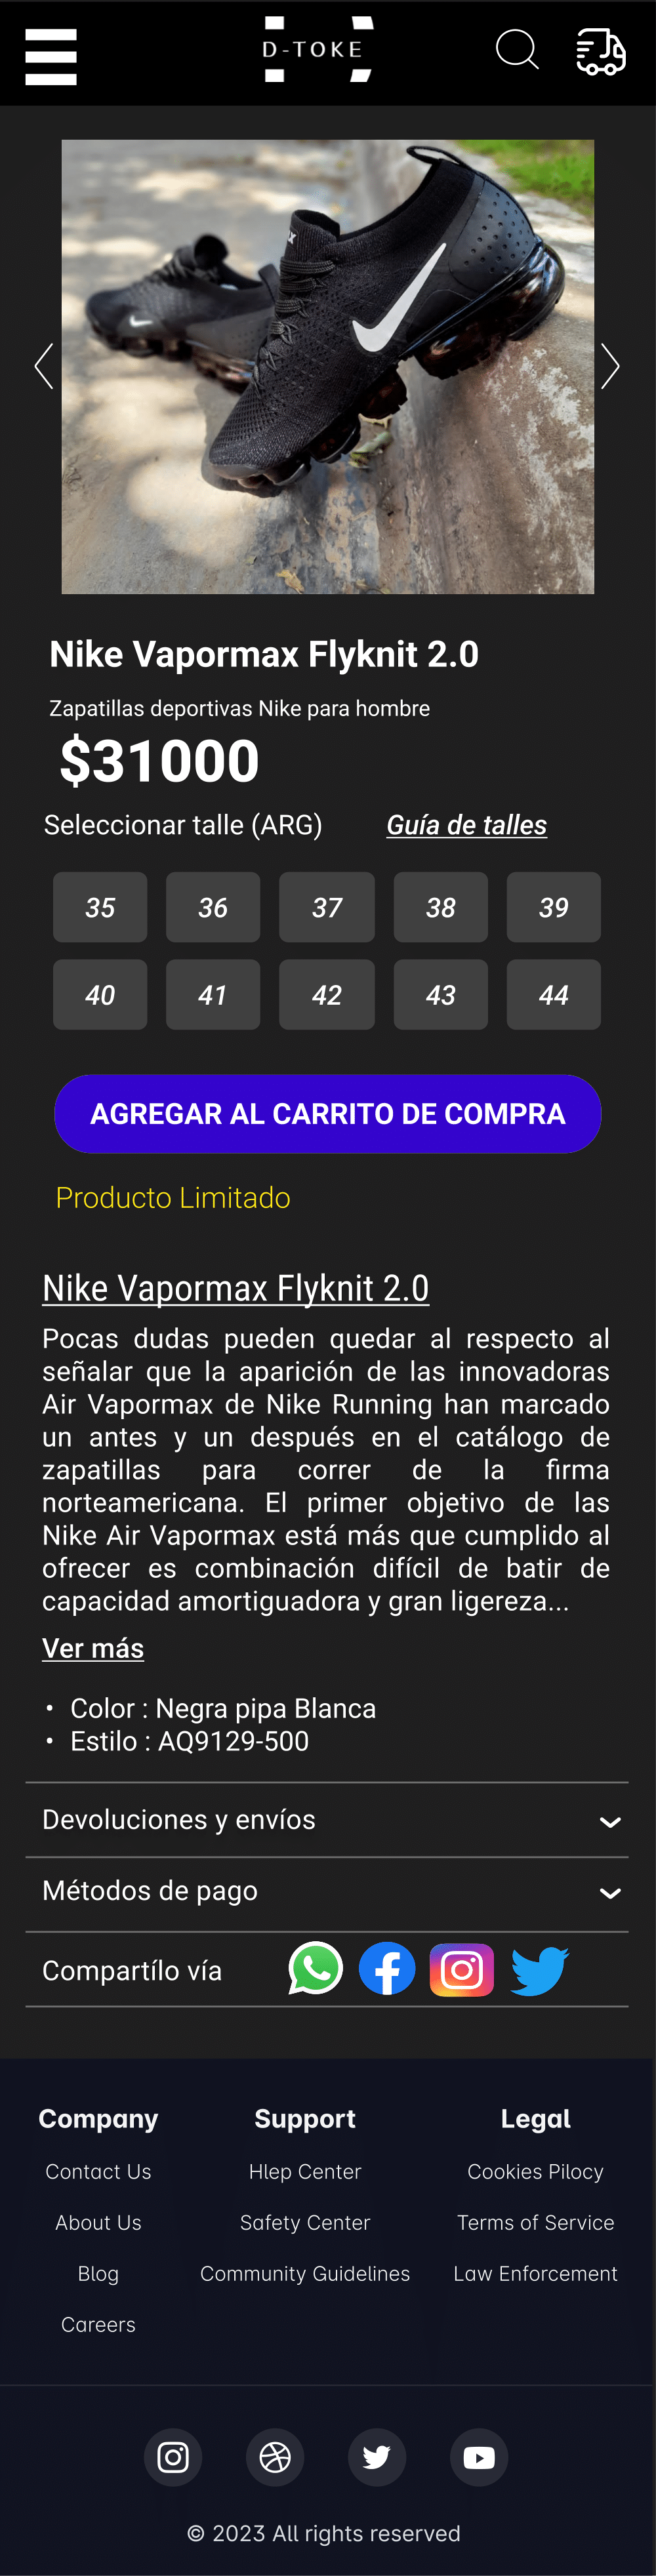 D-TOKE
Nike Vapormax Flyknit 2.0
Zapatillas deportivas Nike para hombre
$31000
Seleccionar talle (ARG) Guía de talles
35 36 37 38 39
40 41 42 43 44
AGREGAR AL CARRITO DE COMPRA
Producto Limitado
Nike Vapormax Flyknit 2.0
Pocas dudas pueden quedar al respecto al
señalar que la aparición de las innovadoras
Air Vapormax de Nike Running han marcado
un antes y un después en el catálogo de
zapatillas para correr de la firma
norteamericana. El primer objetivo de las
Nike Air Vapormax está más que cumplido al
ofrecer es combinación difícil de batir de
capacidad amortiguadora y gran ligereza...
Ver más
• Color : Negra pipa Blanca
• Estilo : AQ9129-500
Devoluciones y envíos
Métodos de pago
Compartílo vía
Company Support Legal
Contact Us Hlep Center Cookies Pilocy
About Us Safety Center Terms of Service
Blog Community Guidelines Law Enforcement
Careers
© 2023 All rights reserved